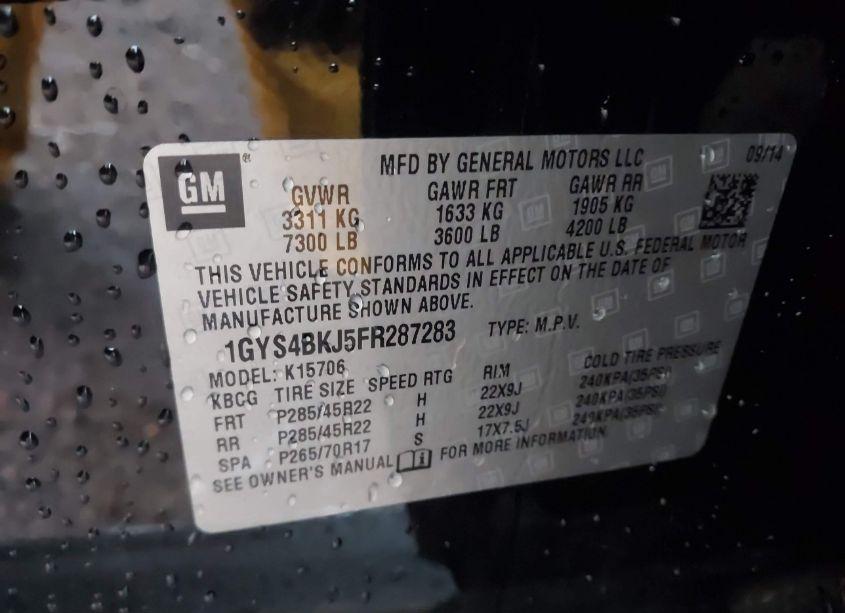 GM
MFD BY GENERAL MOTORS LLC
09/14
GVWR GAWR FRT GAWR RR
3311 KG 1633 KG 1905 KG
7300 LB 3600 LB 4200 LB
THIS VEHICLE CONFORMS TO ALL APPLICABLE U.S. FEDERAL MOTOR
VEHICLE SAFETY STANDARDS IN EFFECT ON THE DATE OF
MANUFACTURE SHOWN ABOVE.
1GYS4BKJ5FR287283 TYPE: M.P.V.
MODEL: K15706
KBCG TIRE SIZE SPEED RTG RIM COLD TIRE PRESSURE
FRT P285/45R22 H 22X9J 240KPA(35PSI)
RR P285/45R22 H 22X9J 240KPA(35PSI)
SPA P265/70R17 S 17X7.5J 240KPA(35PSI)
SEE OWNER'S MANUAL FOR MORE INFORMATION